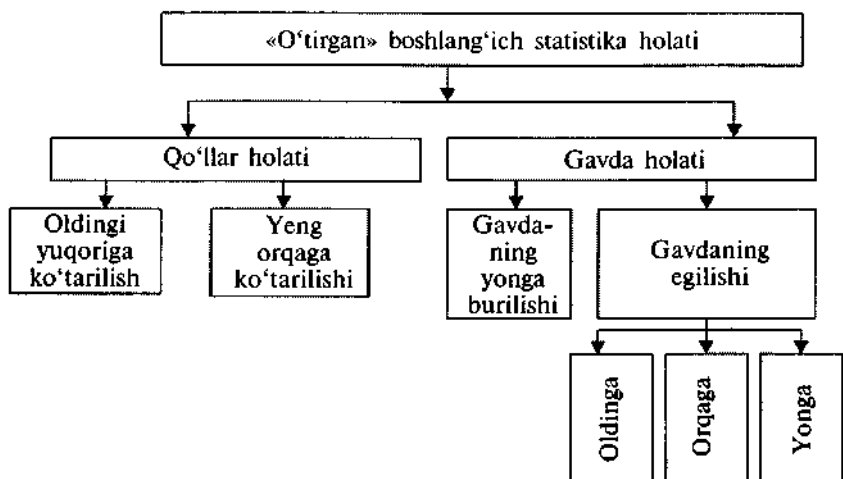 «O‘tirgan» boshlang‘ich statistika holati
Qo‘llar holati
Gavda holati
Oldingi
yuqoriga
ko‘tarilish
Yeng
orqaga
ko‘tarilishi
Gavda-
ning
yonga
burilishi
Gavdaning
egilishi
Oldinga
Orqaga
Yonga